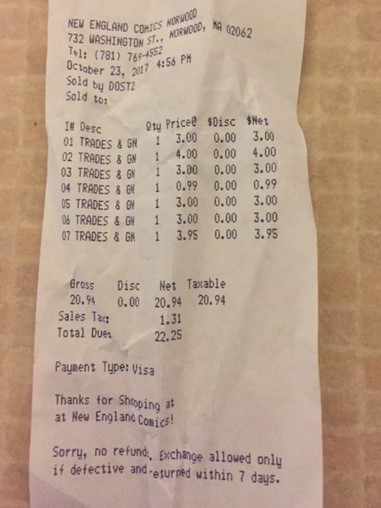 NEW ENGLAND COMICS NORWOOD
732 WASHINGTON ST., NORWOOD, MA 02062
Tel: (781) 769-4552
October 23, 2017 4:56 PM
Sold by DOST2
Sold to:
I# Desc Qty Price@ $Disc $Net
01 TRADES & GN 1 3.00 0.00 3.00
02 TRADES & GN 1 4.00 0.00 4.00
03 TRADES & GN 1 3.00 0.00 3.00
04 TRADES & GN 1 0.99 0.00 0.99
05 TRADES & GN 1 3.00 0.00 3.00
06 TRADES & GN 1 3.00 0.00 3.00
07 TRADES & GN 1 3.95 0.00 3.95
Gross Disc Net Taxable
20.94 0.00 20.94 20.94
Sales Tax: 1.31
Total Due: 22.25
Payment Type: Visa
Thanks for Shopping at
at New England Comics!
Sorry, no refund. Exchange allowed only
if defective and returned within 7 days.